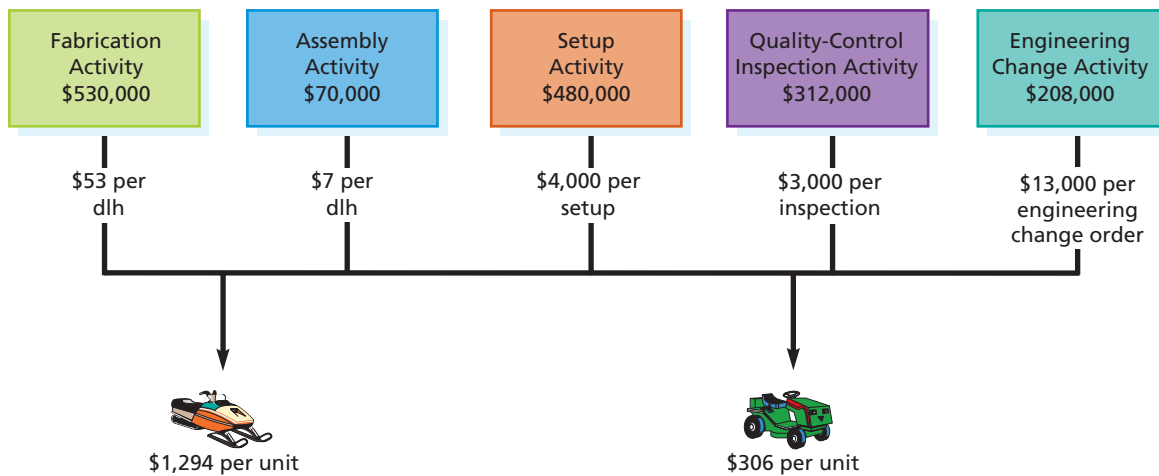 Fabrication
Activity
$530,000
Assembly
Activity
$70,000
Setup
Activity
$480,000
Quality-Control
Inspection Activity
$312,000
Engineering
Change Activity
$208,000
$53 per
dlh
$7 per
dlh
$4,000 per
setup
$3,000 per
inspection
$13,000 per
engineering
change order
$1,294 per unit
$306 per unit